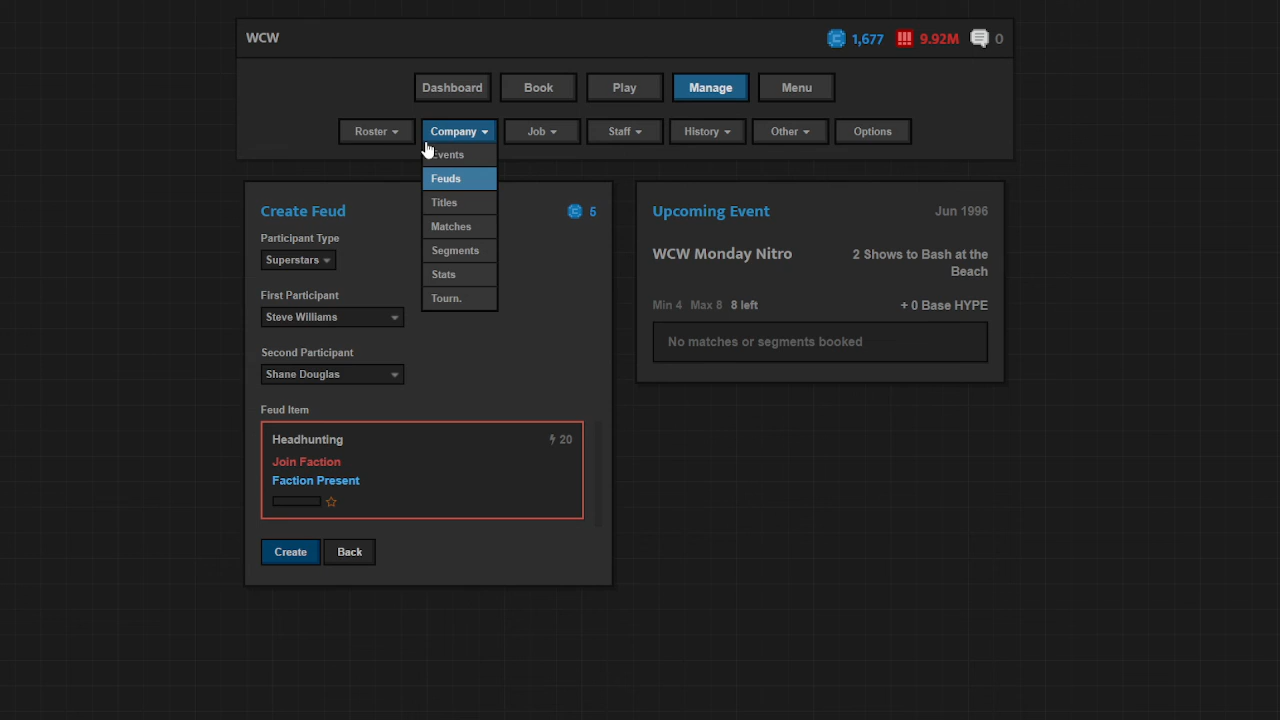 WCW
1,677
9.92M
0
Dashboard
Book
Play
Manage
Menu
Roster
Company
Job
Staff
History
Other
Options
Events
Feuds
Titles
Matches
Segments
Stats
Tourn.
Create Feud
5
Participant Type
Superstars
First Participant
Steve Williams
Second Participant
Shane Douglas
Feud Item
Headhunting
20
Join Faction
Faction Present
Create
Back
Upcoming Event
Jun 1996
WCW Monday Nitro
2 Shows to Bash at the
Beach
Min 4 Max 8 8 left
+ 0 Base HYPE
No matches or segments booked